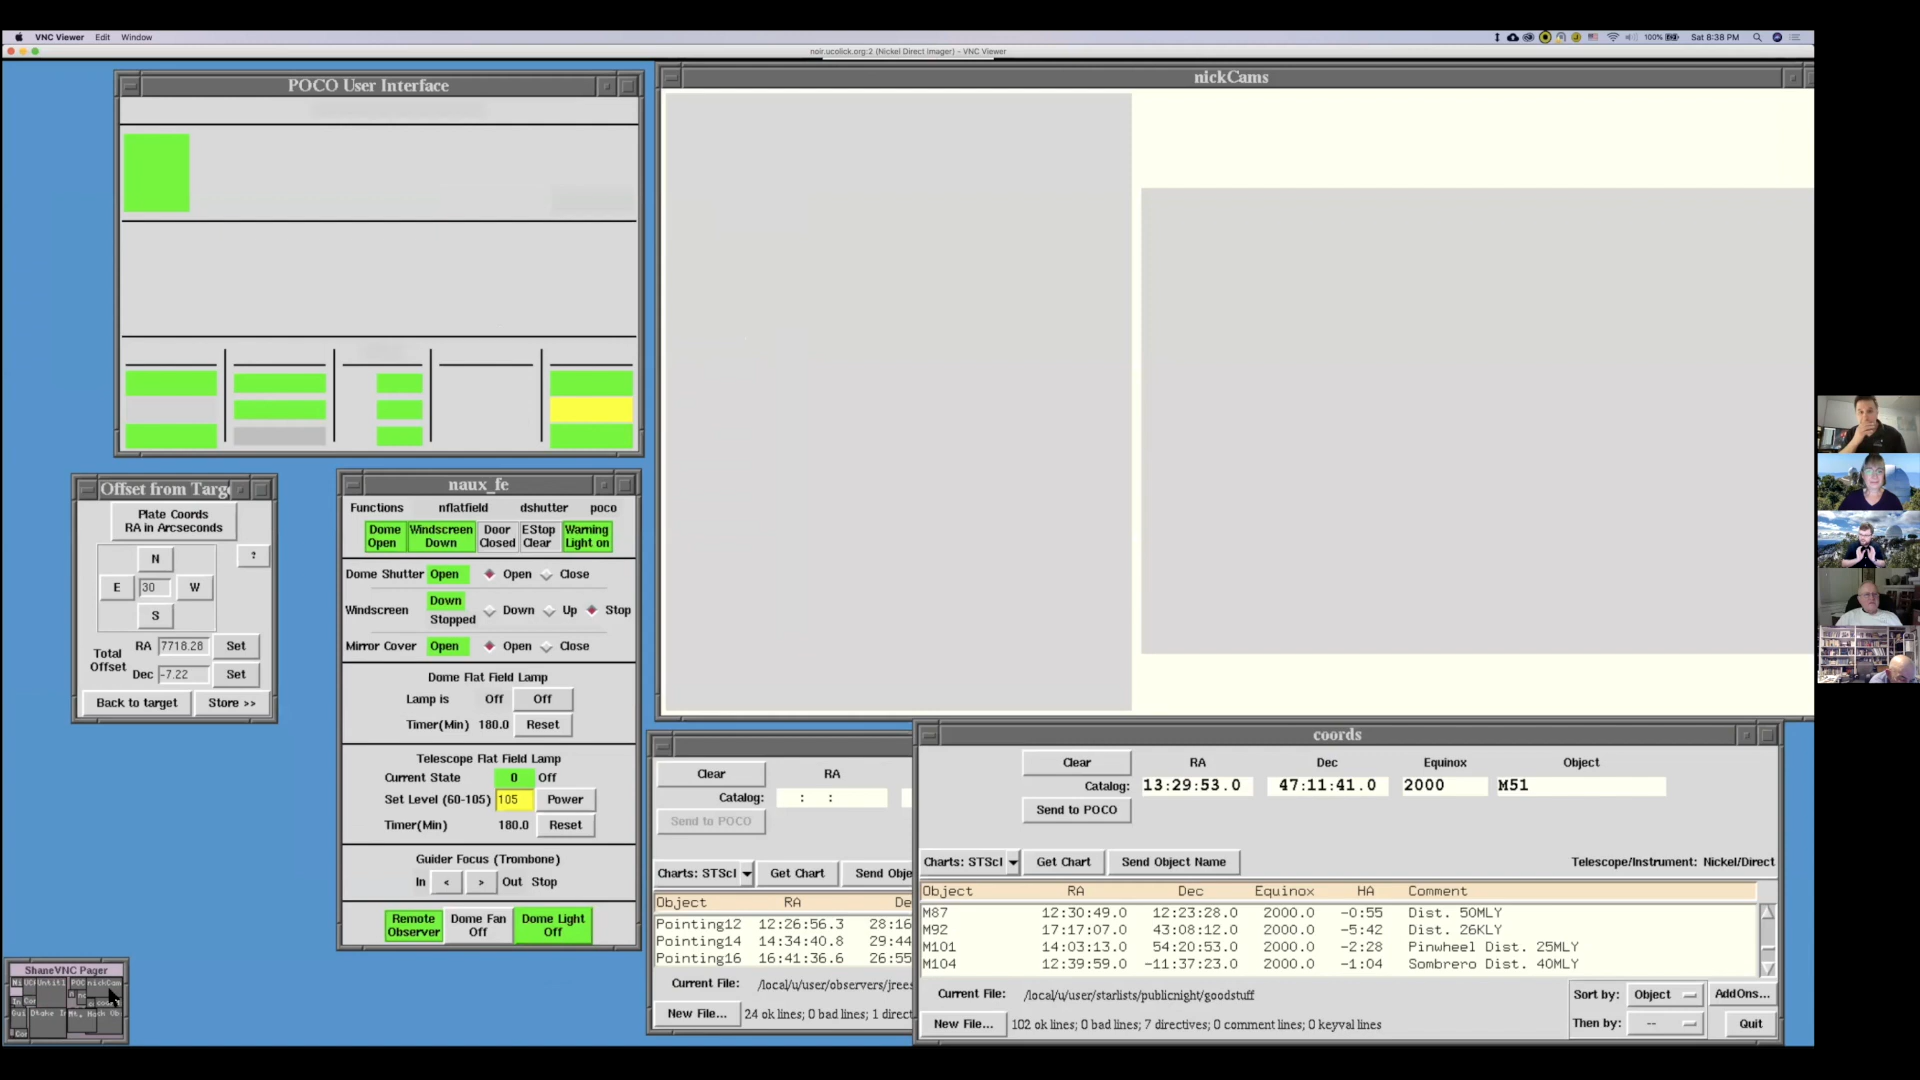 VNC Viewer Edit Window
100% Sat 8:38 PM
noir.ucolick.org:2 (Nickel Direct Imager) - VNC Viewer
POCO User Interface
nickCams
Offset from Targe
Plate Coords
RA in Arcseconds
N
?
E 30 W
S
Total
Offset
RA 7718.28 Set
Dec -7.22 Set
Back to target Store >>
naux_fe
Functions nflatfield dshutter poco
Dome Open Windscreen Down Door Closed EStop Clear Warning Light on
Dome Shutter Open Open Close
Windscreen Down Stopped Down Up Stop
Mirror Cover Open Open Close
Dome Flat Field Lamp
Lamp is Off Off
Timer(Min) 180.0 Reset
Telescope Flat Field Lamp
Current State 0 Off
Set Level (60-105) 105 Power
Timer(Min) 180.0 Reset
Guider Focus (Trombone)
In < > Out Stop
Remote Observer Dome Fan Off Dome Light Off
Clear RA
Catalog: : :
Send to POCO
Charts: STScI Get Chart Send Obje
Object RA De
Pointing12 12:26:56.3 28:16
Pointing14 14:34:40.8 29:44
Pointing16 16:41:36.6 26:55
Current File: /local/u/user/observers/jrees
New File... 24 ok lines; 0 bad lines; 1 direct
coords
Clear RA Dec Equinox Object
Catalog: 13:29:53.0 47:11:41.0 2000 M51
Send to POCO
Charts: STScI Get Chart Send Object Name Telescope/Instrument: Nickel/Direct
Object RA Dec Equinox HA Comment
M87 12:30:49.0 12:23:28.0 2000.0 -0:55 Dist. 50MLY
M92 17:17:07.0 43:08:12.0 2000.0 -5:42 Dist. 26KLY
M101 14:03:13.0 54:20:53.0 2000.0 -2:28 Pinwheel Dist. 25MLY
M104 12:39:59.0 -11:37:23.0 2000.0 -1:04 Sombrero Dist. 40MLY
Current File: /local/u/user/starlists/publicnight/goodstuff
Sort by: Object AddOns...
New File... 102 ok lines; 0 bad lines; 7 directives; 0 comment lines; 0 keyval lines
Then by: -- Quit
ShaneVNC Pager